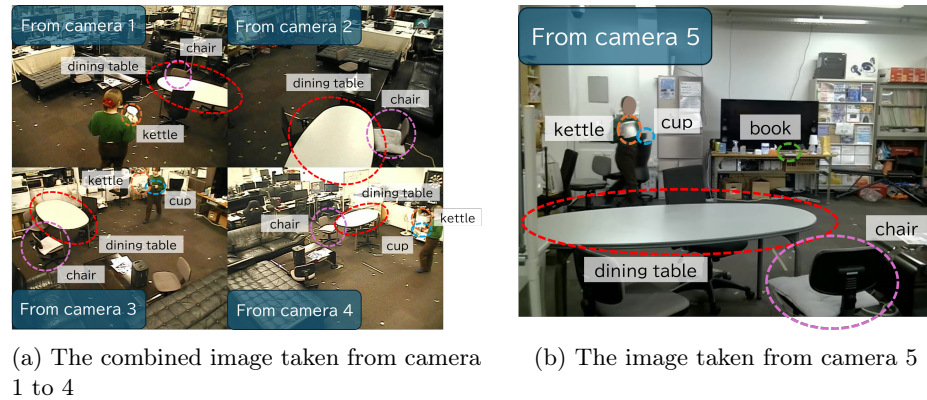 From camera 1
chair
dining table
kettle
From camera 2
dining table
chair
kettle
cup
dining table
chair
From camera 3
dining table
kettle
chair
cup
From camera 4
From camera 5
kettle
cup
book
chair
dining table
(a) The combined image taken from camera
1 to 4
(b) The image taken from camera 5